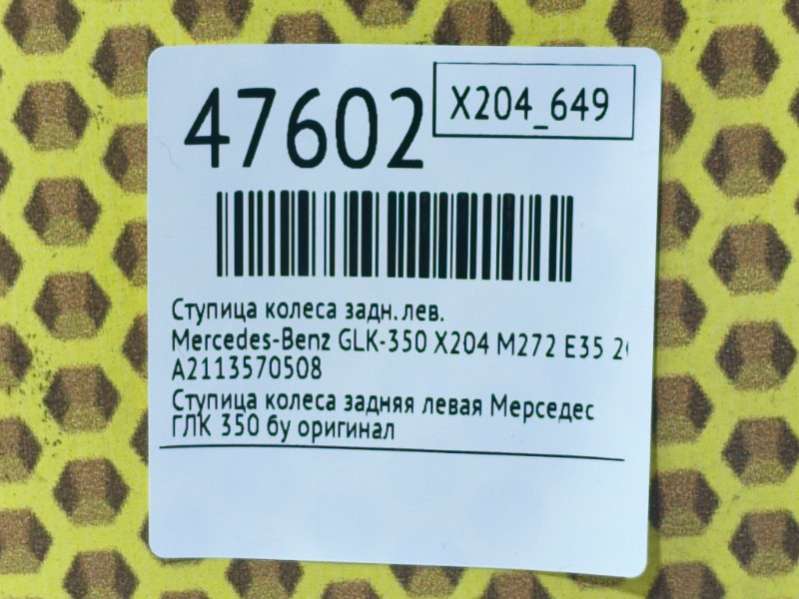 47602
X204_649
Ступица колеса задн. лев.
Mercedes-Benz GLK-350 X204 M272 E35
A2113570508
Ступица колеса задняя левая Мерседес
ГЛК 350 бу оригинал